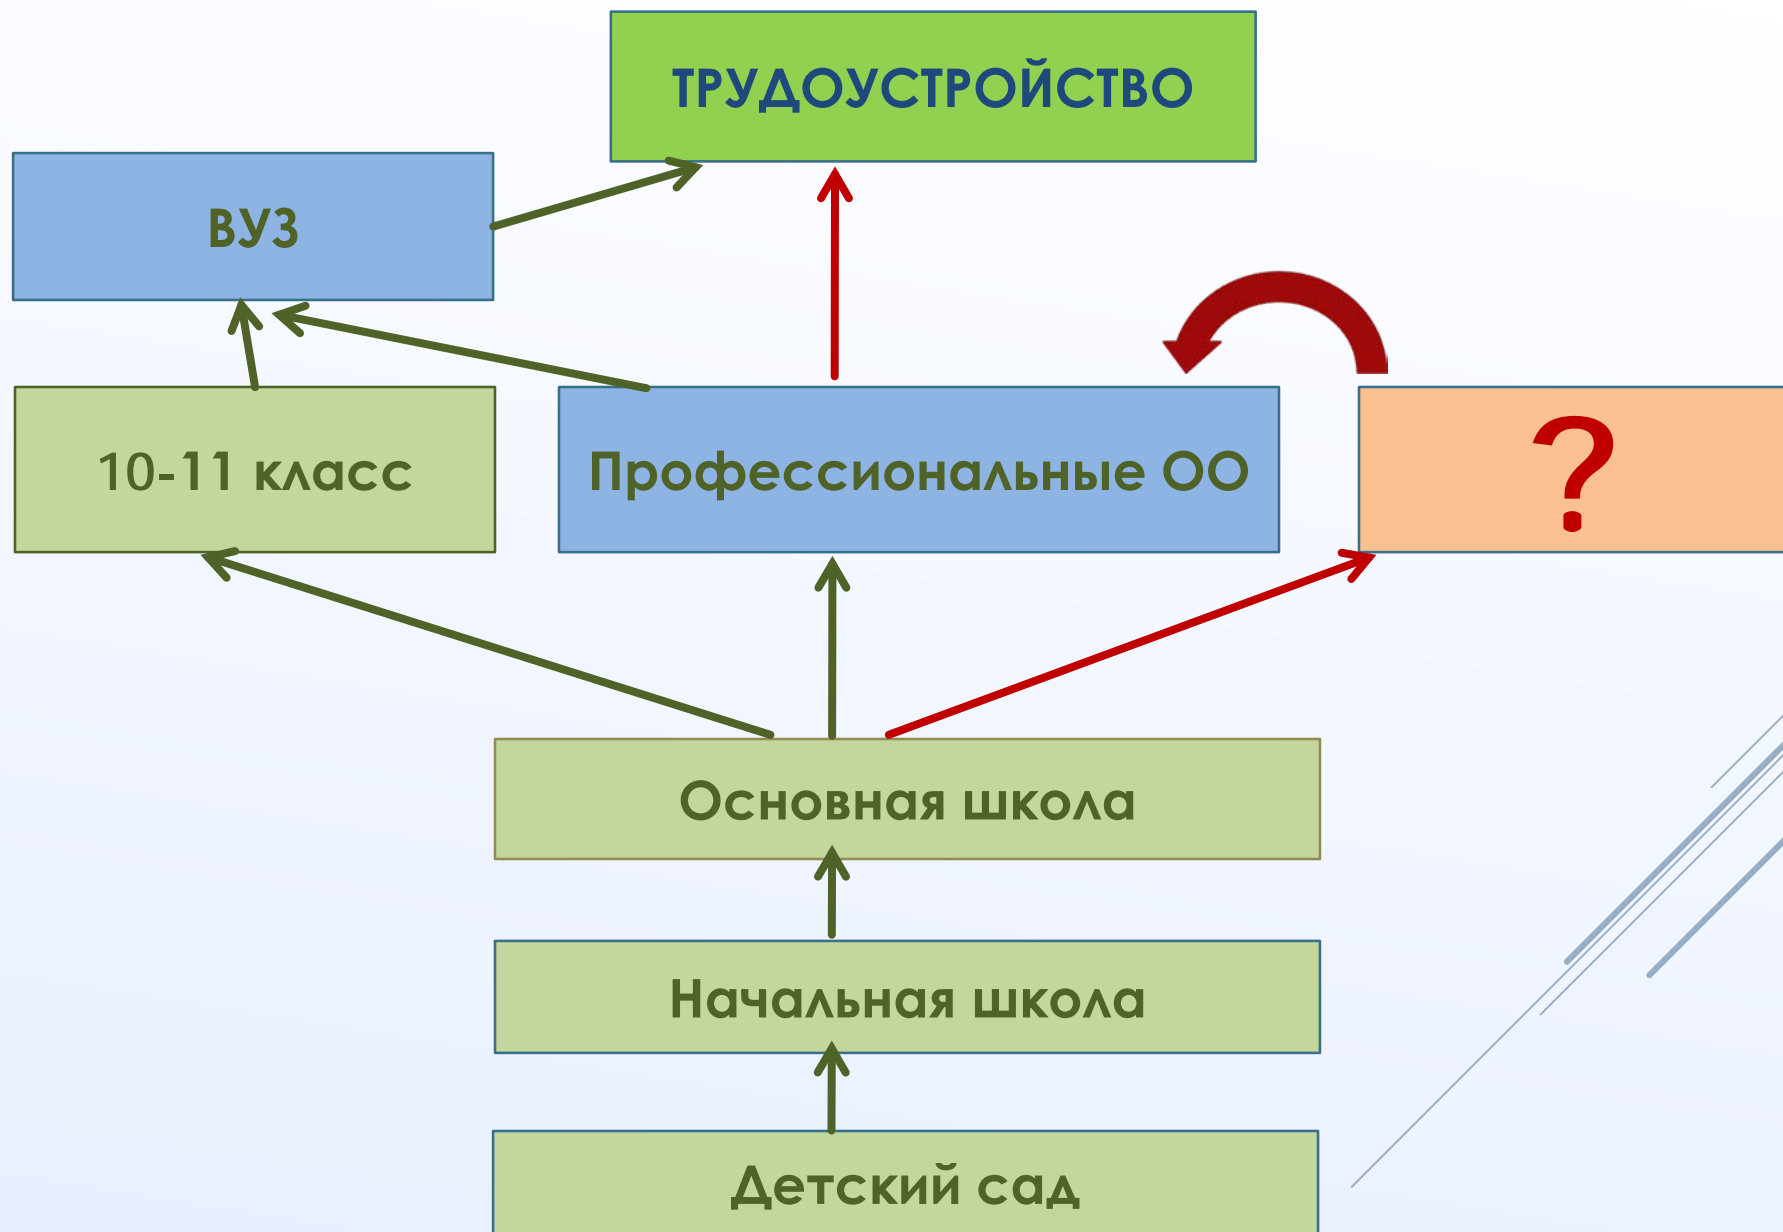 ТРУДОУСТРОЙСТВО
ВУЗ
10-11 класс
Профессиональные ОО
?
Основная школа
Начальная школа
Детский сад